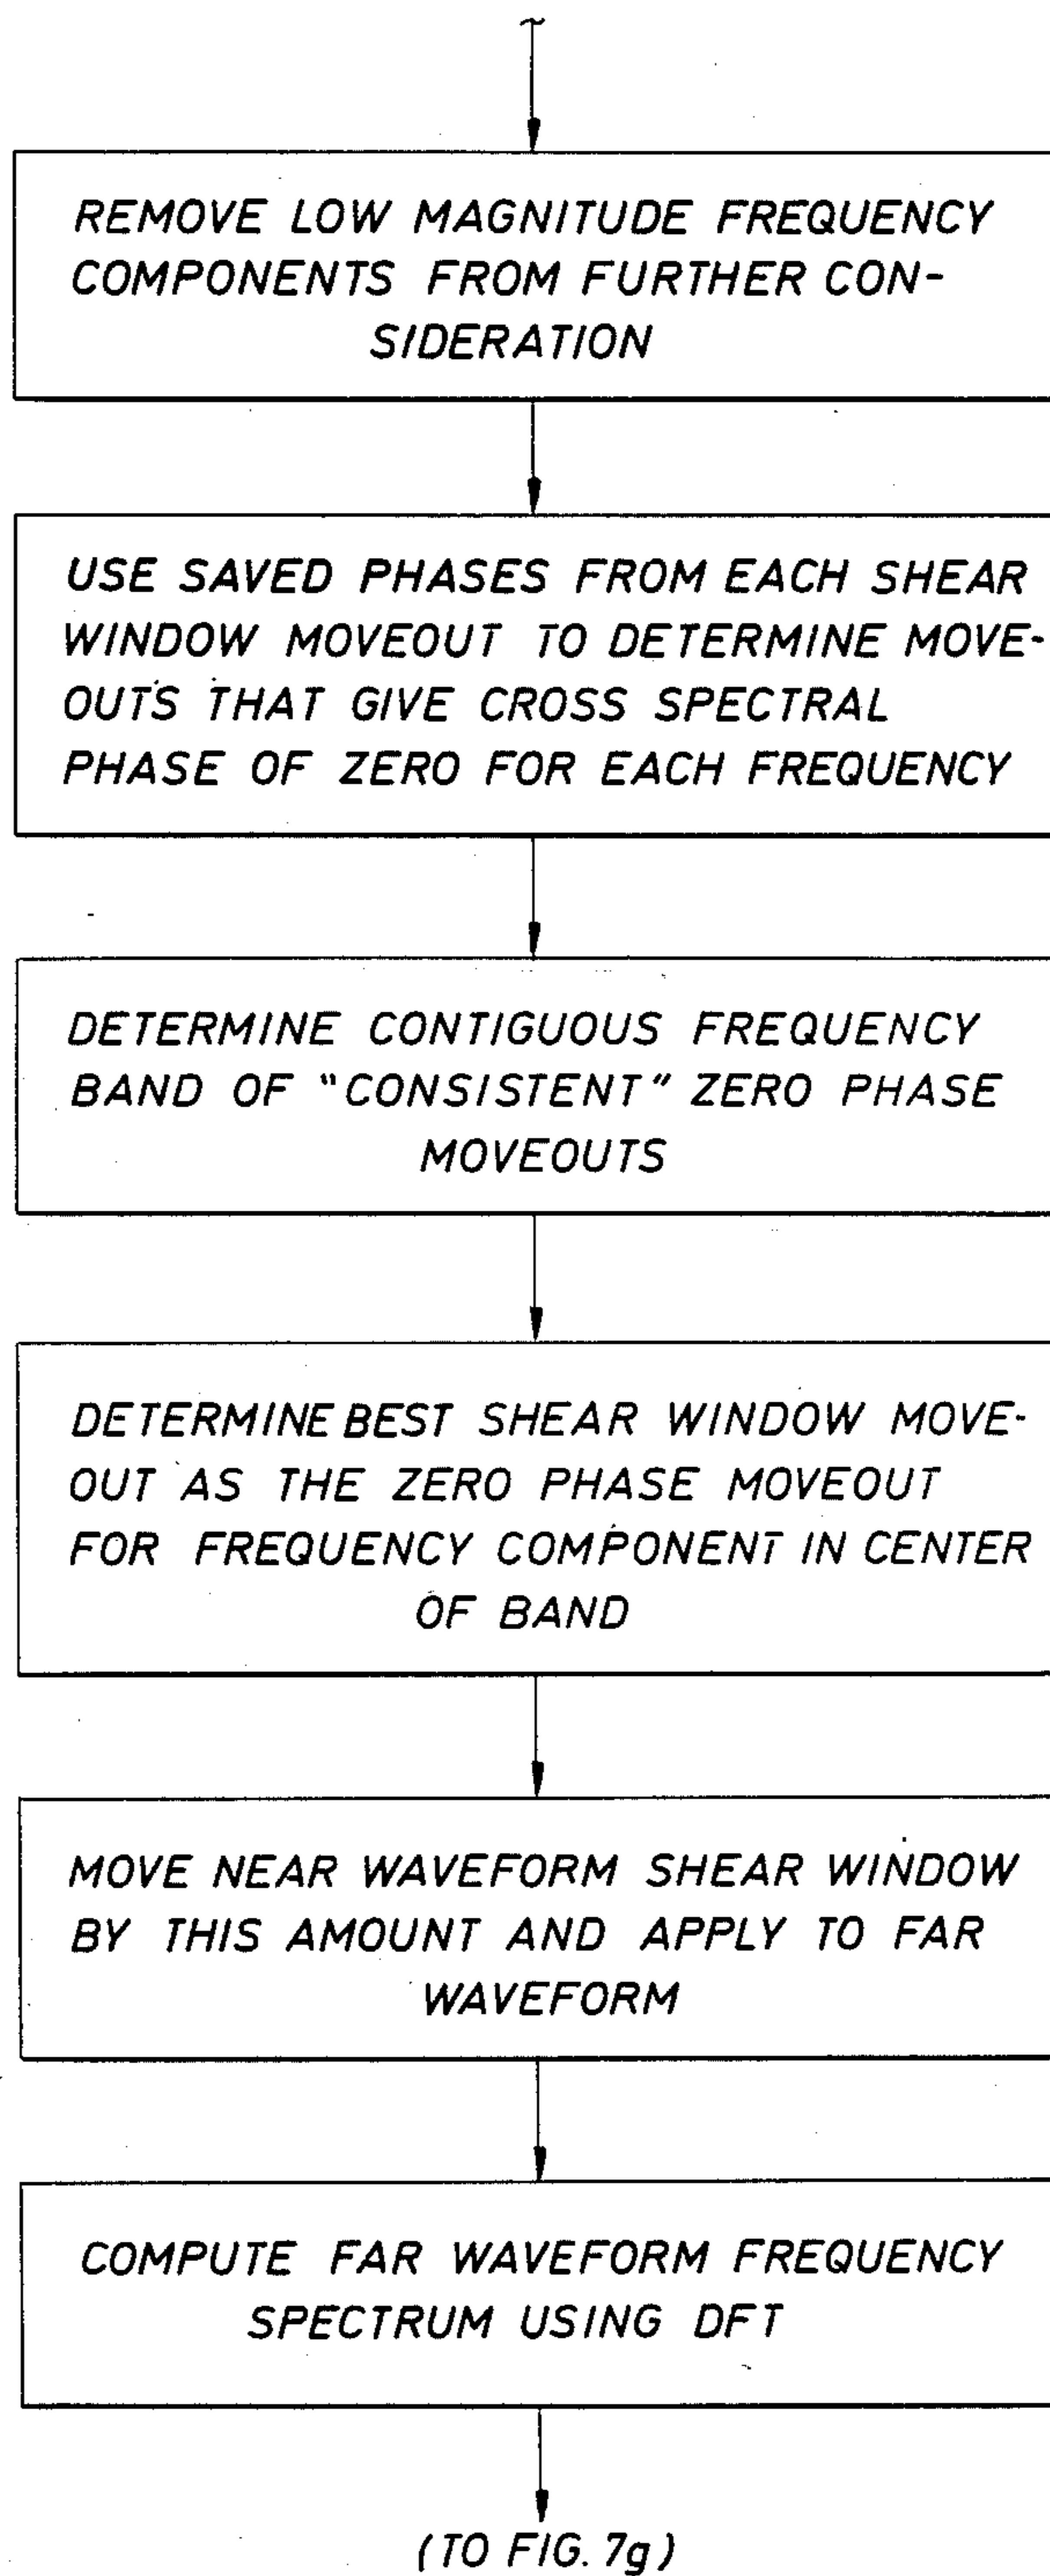 REMOVE LOW MAGNITUDE FREQUENCY
COMPONENTS FROM FURTHER CON-
SIDERATION
USE SAVED PHASES FROM EACH SHEAR
WINDOW MOVEOUT TO DETERMINE MOVE-
OUTS THAT GIVE CROSS SPECTRAL
PHASE OF ZERO FOR EACH FREQUENCY
DETERMINE CONTIGUOUS FREQUENCY
BAND OF "CONSISTENT" ZERO PHASE
MOVEOUTS
DETERMINE BEST SHEAR WINDOW MOVE-
OUT AS THE ZERO PHASE MOVEOUT
FOR FREQUENCY COMPONENT IN CENTER
OF BAND
MOVE NEAR WAVEFORM SHEAR WINDOW
BY THIS AMOUNT AND APPLY TO FAR
WAVEFORM
COMPUTE FAR WAVEFORM FREQUENCY
SPECTRUM USING DFT
(TO FIG. 7g)